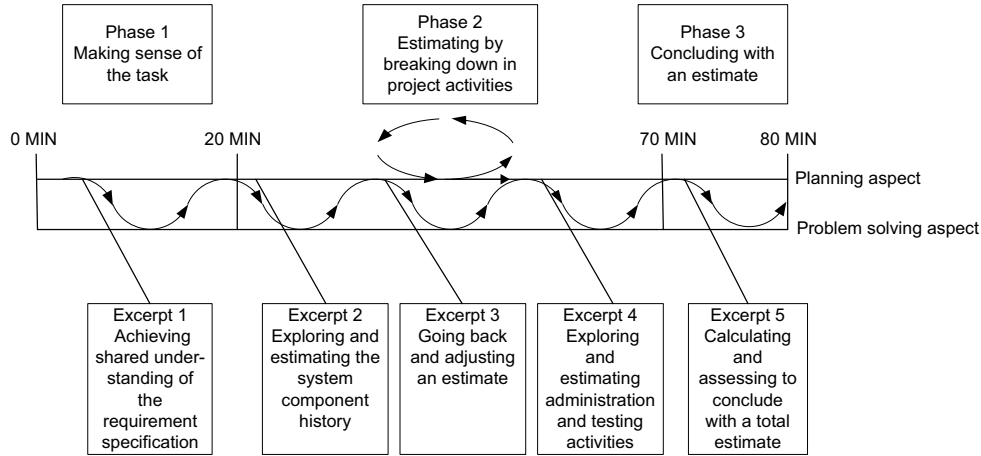 Phase 1
Making sense of
the task
Phase 2
Estimating by
breaking down in
project activities
Phase 3
Concluding with
an estimate
0 MIN
20 MIN
70 MIN
80 MIN
Planning aspect
Problem solving aspect
Excerpt 1
Achieving
shared under-
standing of
the
requirement
specification
Excerpt 2
Exploring and
estimating the
system
component
history
Excerpt 3
Going back
and adjusting
an estimate
Excerpt 4
Exploring
and
estimating
administration
and testing
activities
Excerpt 5
Calculating
and
assessing to
conclude
with a total
estimate